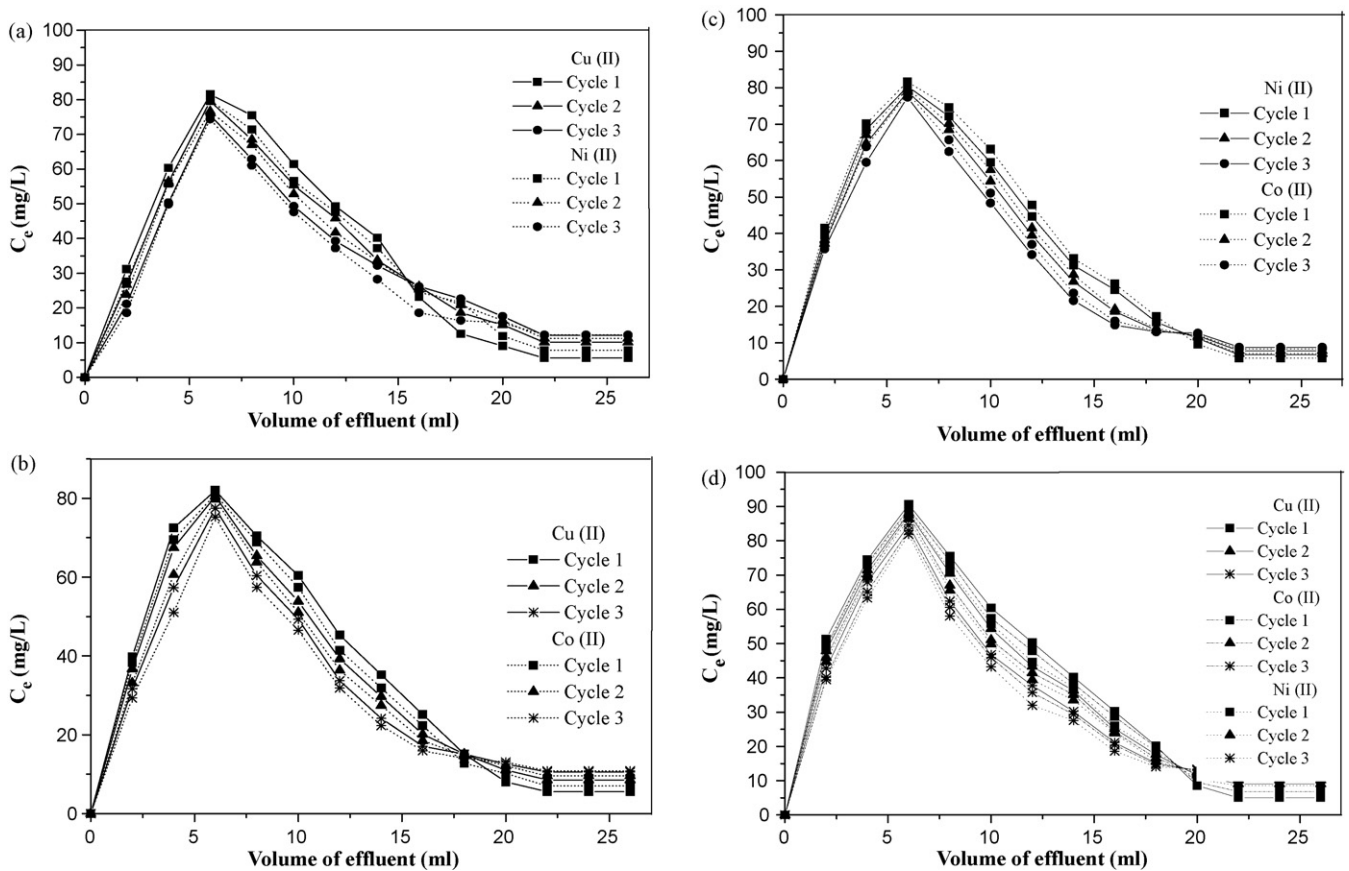 (a)
100
90
80
70
60
50
40
30
20
10
0
Ce (mg/L)
Cu (II)
Cycle 1
Cycle 2
Cycle 3
Ni (II)
Cycle 1
Cycle 2
Cycle 3
0 5 10 15 20 25
Volume of effluent (ml)
(b)
80
60
40
20
0
Ce (mg/L)
Cu (II)
Cycle 1
Cycle 2
Cycle 3
Co (II)
Cycle 1
Cycle 2
Cycle 3
0 5 10 15 20 25
Volume of effluent (ml)
(c)
100
90
80
70
60
50
40
30
20
10
0
Ce (mg/L)
Ni (II)
Cycle 1
Cycle 2
Cycle 3
Co (II)
Cycle 1
Cycle 2
Cycle 3
0 5 10 15 20 25
Volume of effluent (ml)
(d)
100
90
80
70
60
50
40
30
20
10
0
Ce (mg/L)
Cu (II)
Cycle 1
Cycle 2
Cycle 3
Co (II)
Cycle 1
Cycle 2
Cycle 3
Ni (II)
Cycle 1
Cycle 2
Cycle 3
0 5 10 15 20 25
Volume of effluent (ml)